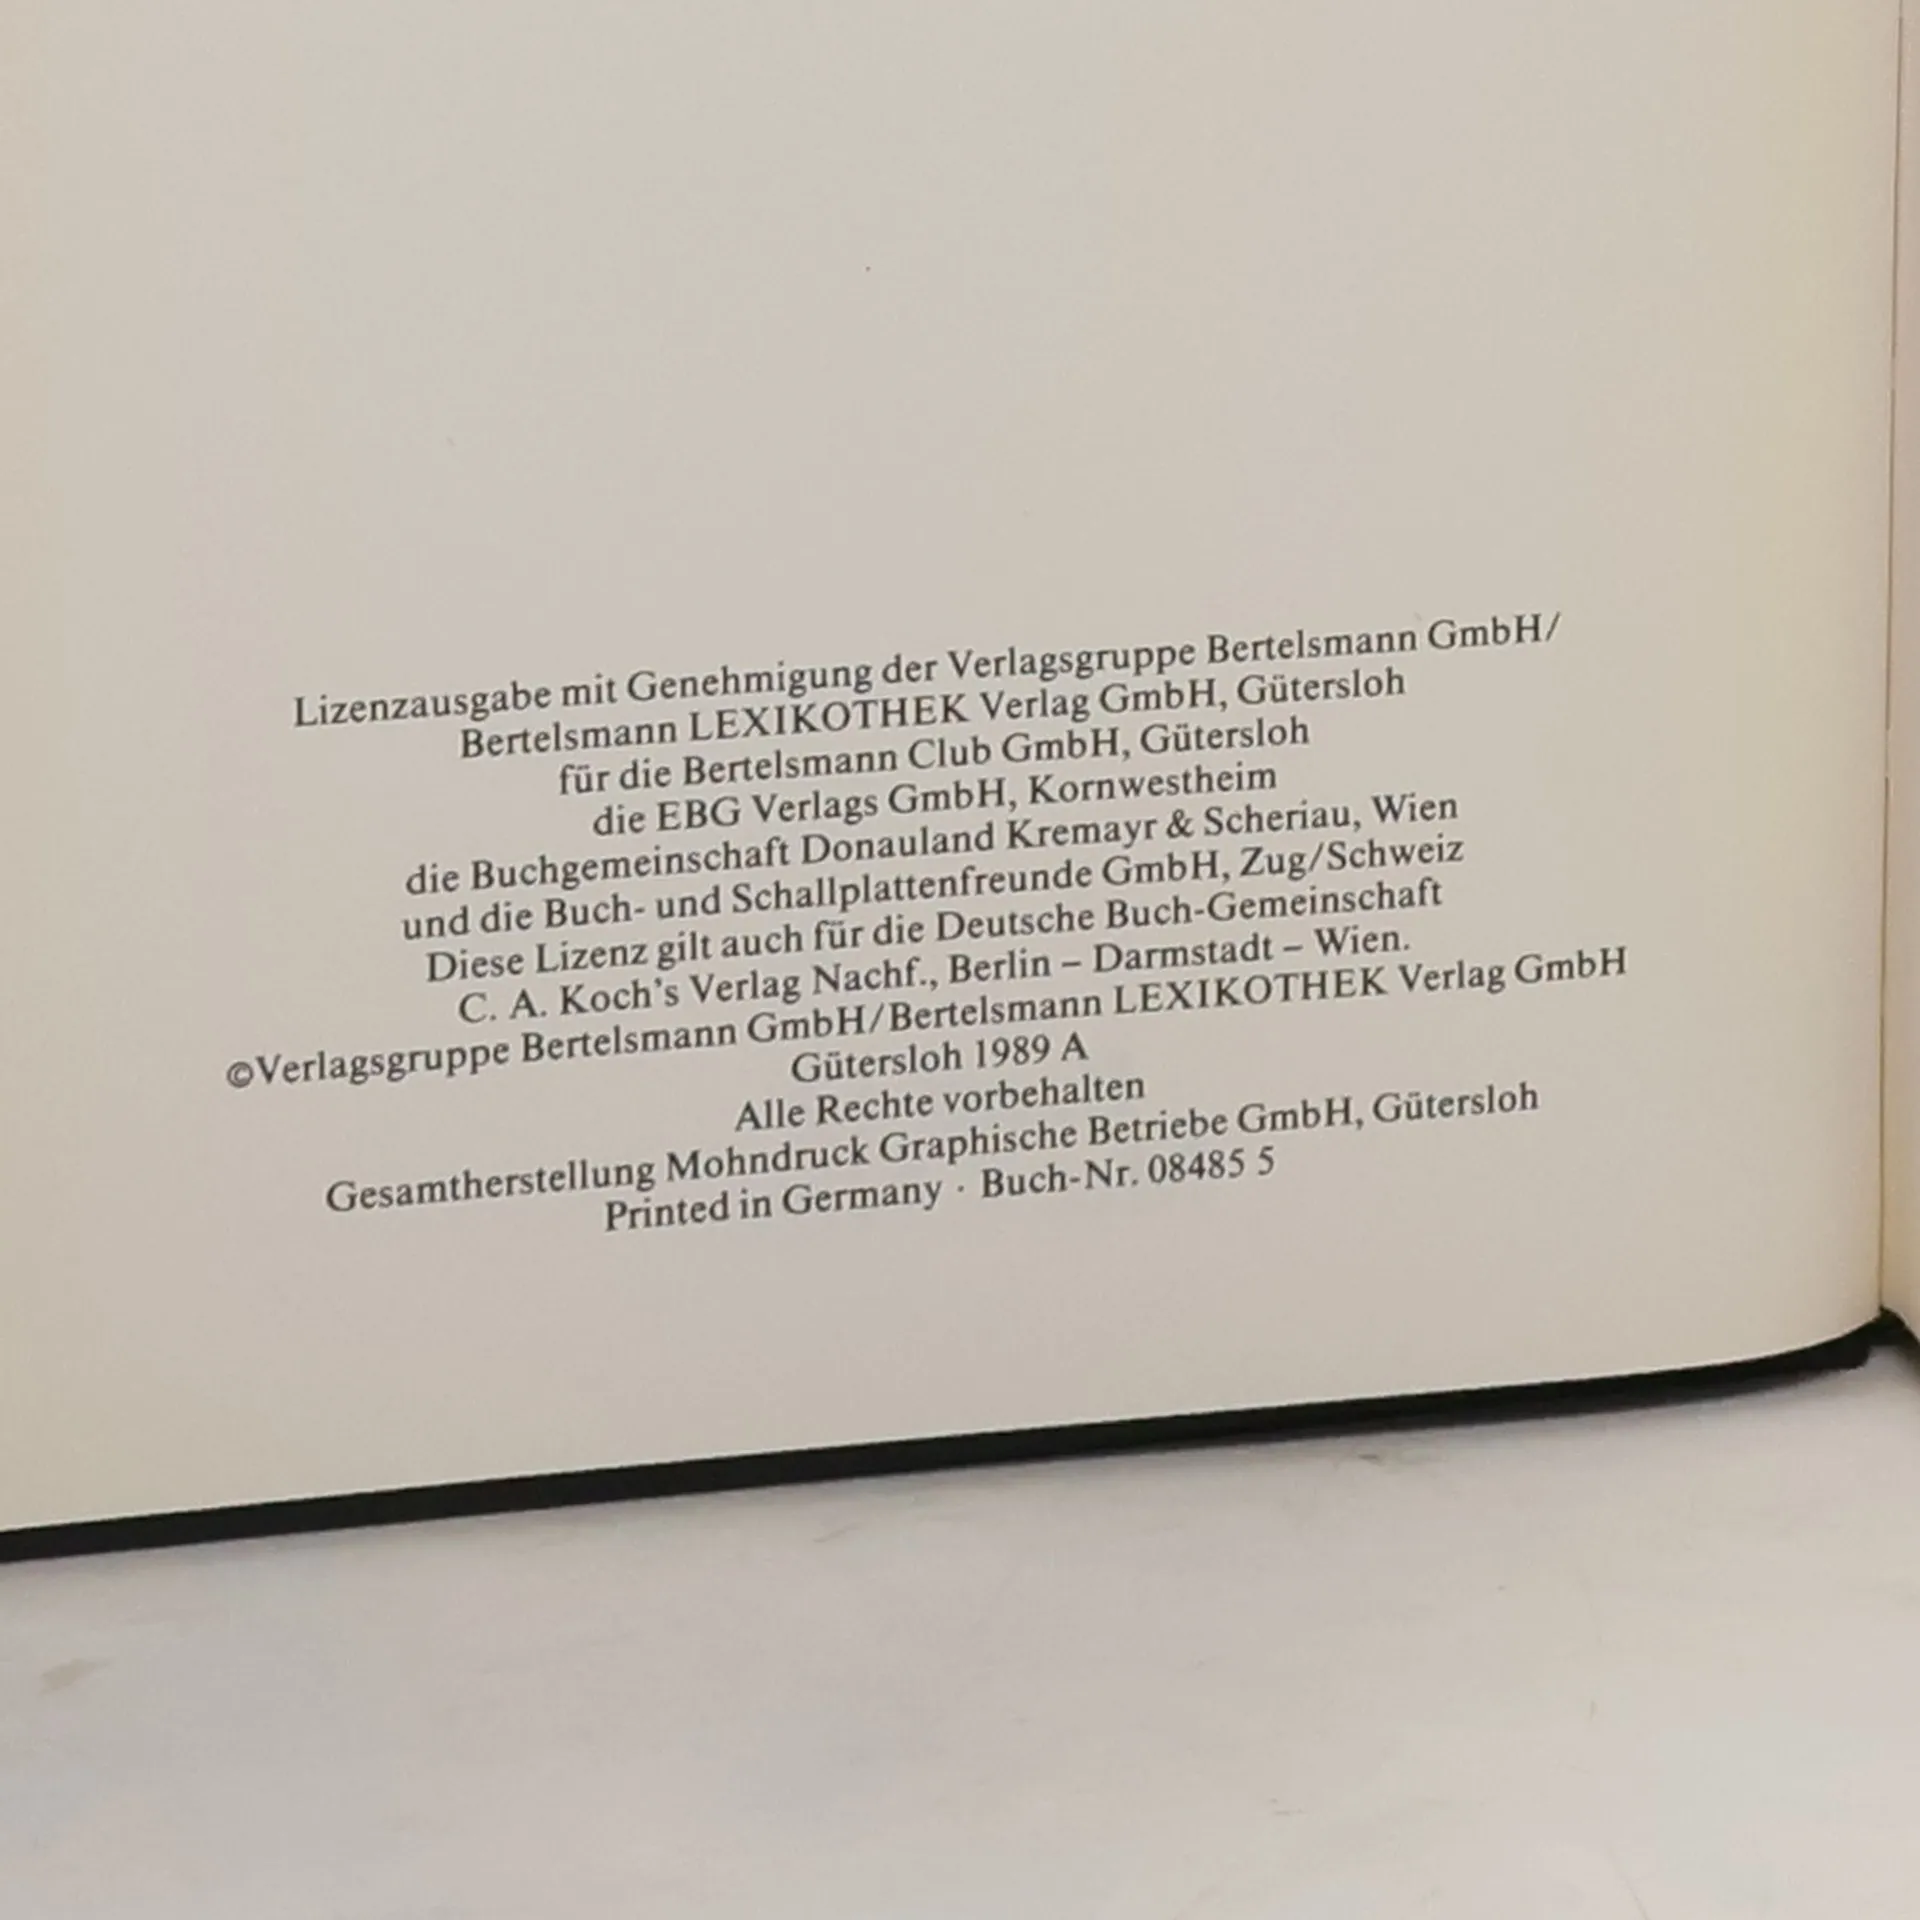 Lizenzausgabe mit Genehmigung der Verlagsgruppe Bertelsmann GmbH/
Bertelsmann LEXIKOTHEK Verlag GmbH, Gütersloh
für die Bertelsmann Club GmbH, Gütersloh
die EBG Verlags GmbH, Kornwestheim
die Buchgemeinschaft Donauland Kremayr & Scheriau, Wien
und die Buch- und Schallplattenfreunde GmbH, Zug/Schweiz
Diese Lizenz gilt auch für die Deutsche Buch-Gemeinschaft
C. A. Koch's Verlag Nachf., Berlin – Darmstadt – Wien.
©Verlagsgruppe Bertelsmann GmbH/Bertelsmann LEXIKOTHEK Verlag GmbH
Gütersloh 1989 A
Alle Rechte vorbehalten
Gesamtherstellung Mohndruck Graphische Betriebe GmbH, Gütersloh
Printed in Germany · Buch-Nr. 08485 5